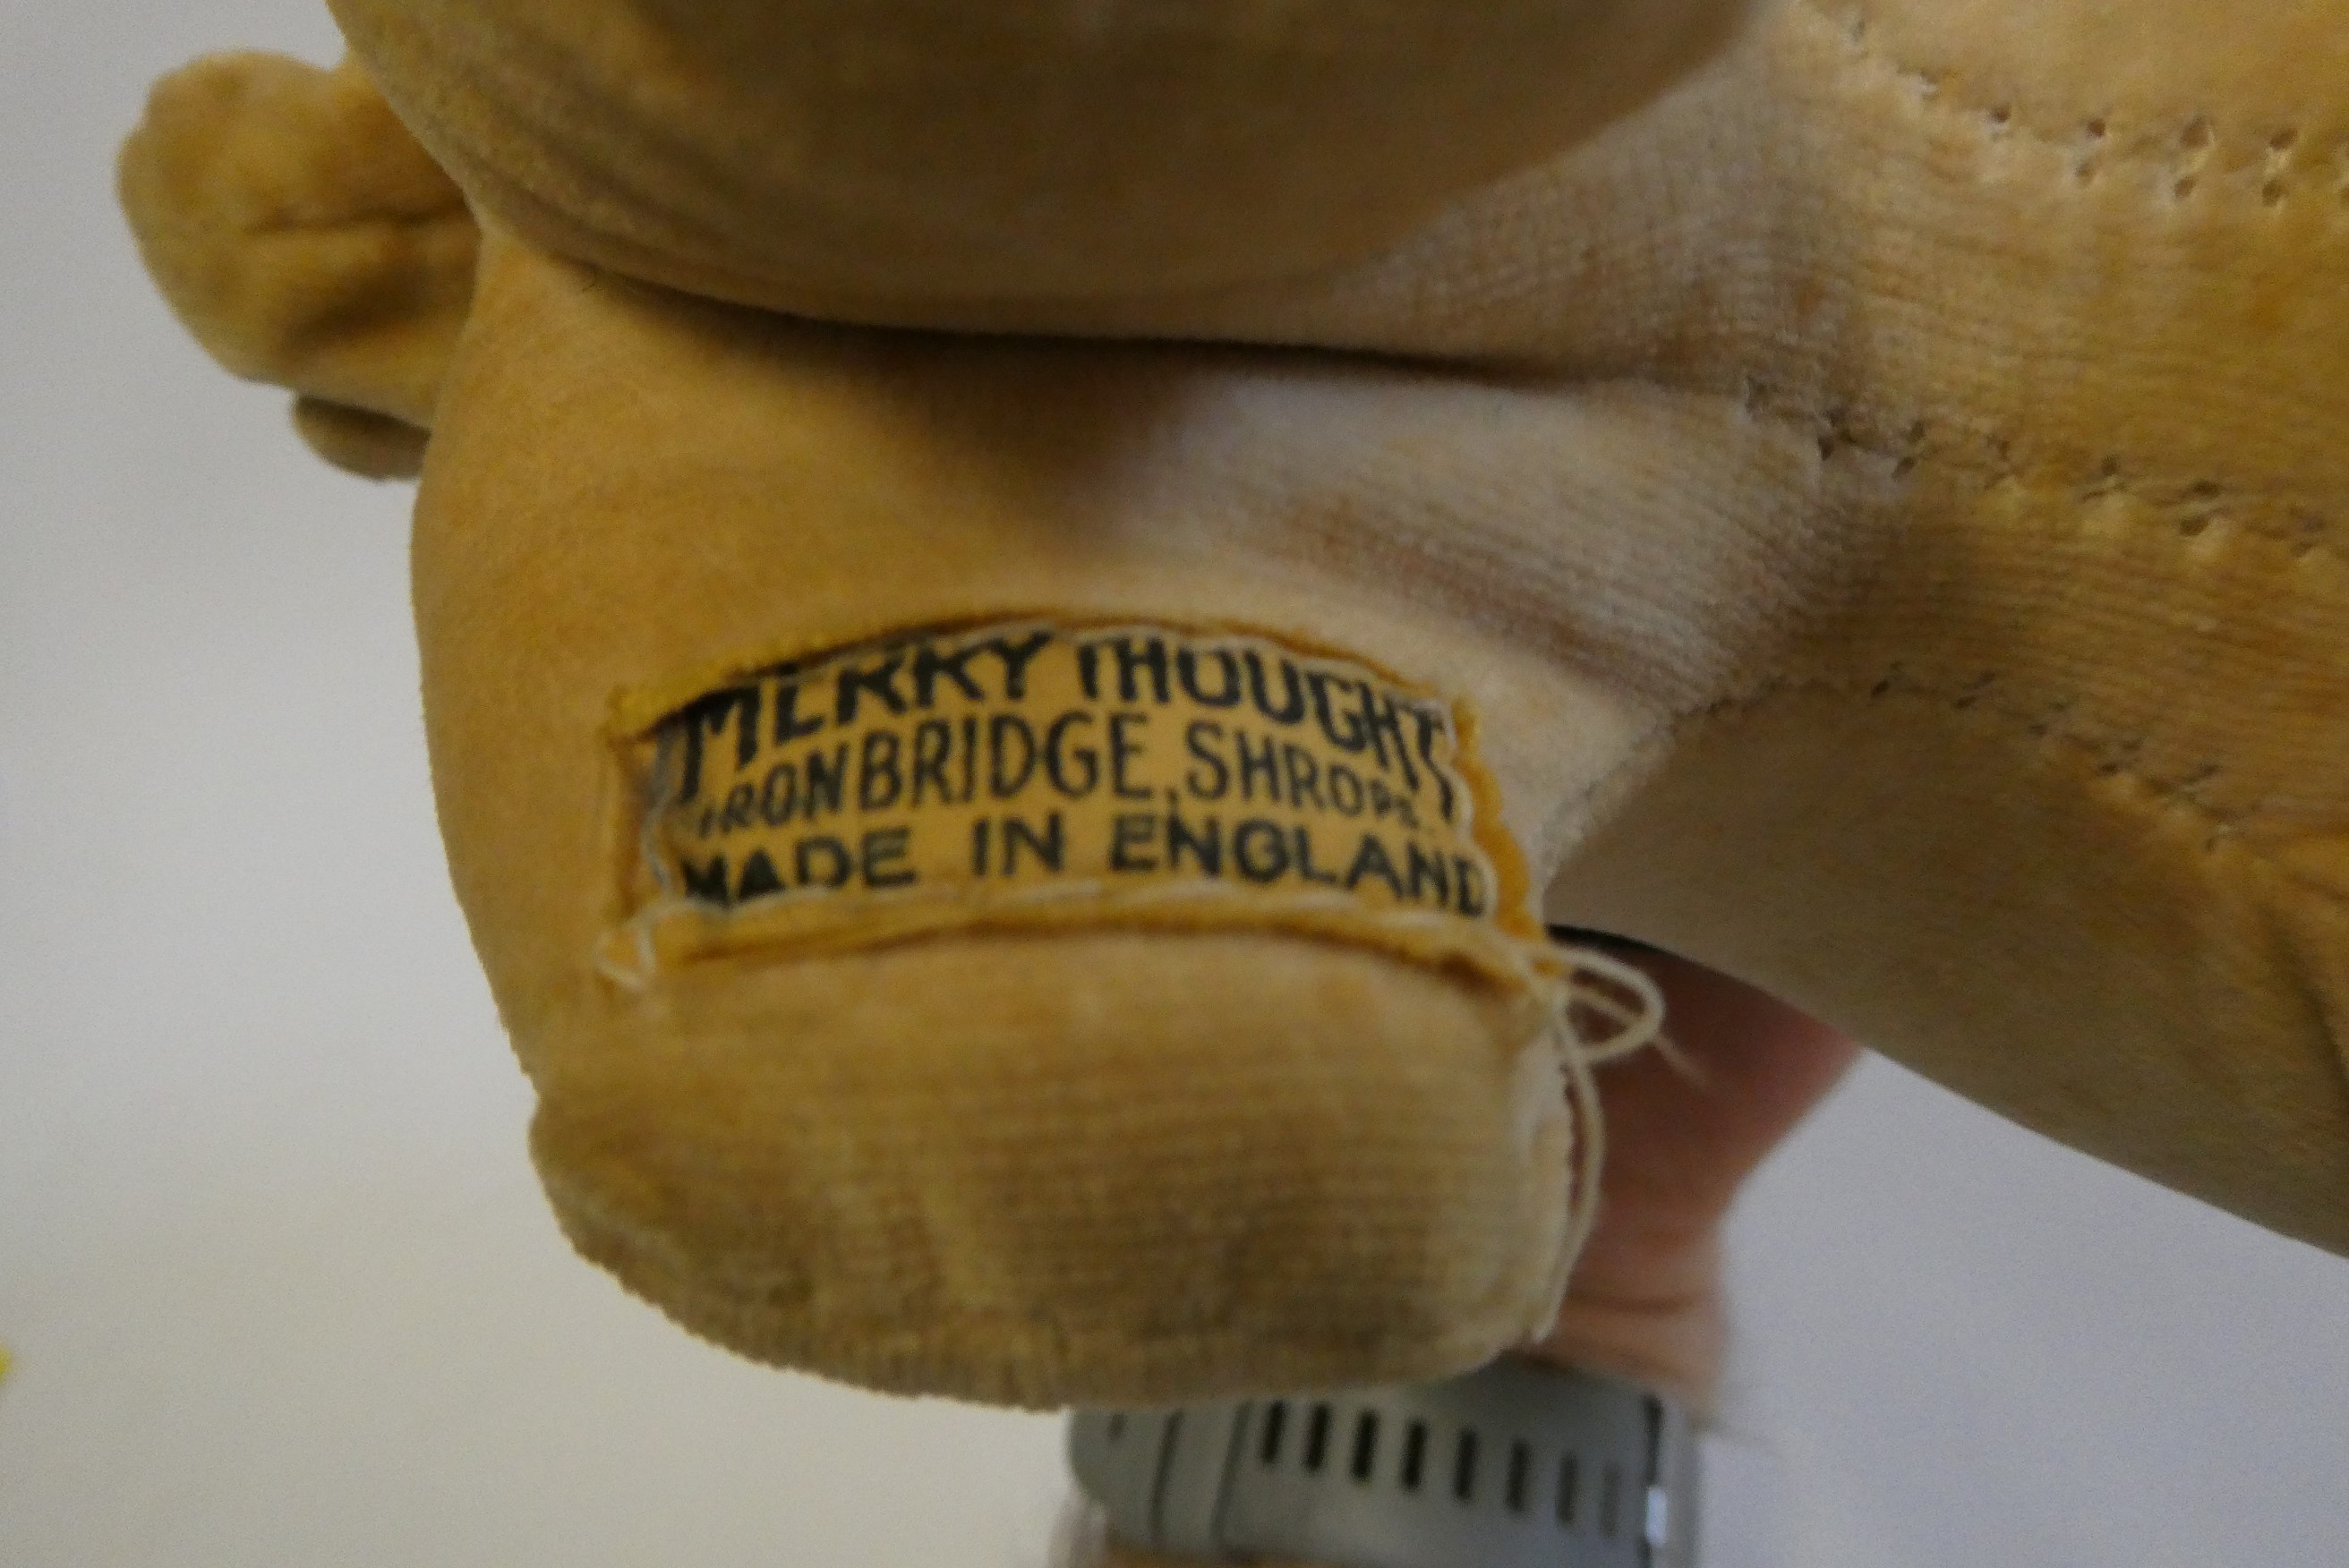 MERRYTHOUGHT
IRONBRIDGE, SHROPS.
MADE IN ENGLAND